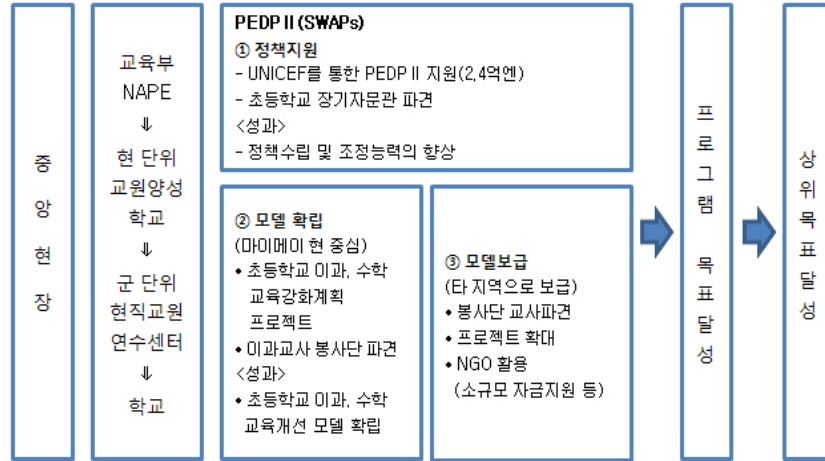 중
앙
현
장
교육부
NAPE
⇓
현 단위
교원양성
학교
⇓
군 단위
현직교원
연수센터
⇓
학교
PEDPⅡ(SWAPs)
① 정책지원
- UNICEF를 통한 PEDPⅡ 지원(2,4억엔)
- 초등학교 장기자문관 파견
<성과>
- 정책수립 및 조정능력의 향상
② 모델 확립
(마이메이 현 중심)
• 초등학교 이과, 수학
교육강화계획
프로젝트
• 이과교사 봉사단 파견
<성과>
• 초등학교 이과, 수학
교육개선 모델 확립
③ 모델보급
(타 지역으로 보급)
• 봉사단 교사파견
• 프로젝트 확대
• NGO 활용
(소규모 자금지원 등)
프
로
그
램
목
표
달
성
상
위
목
표
달
성